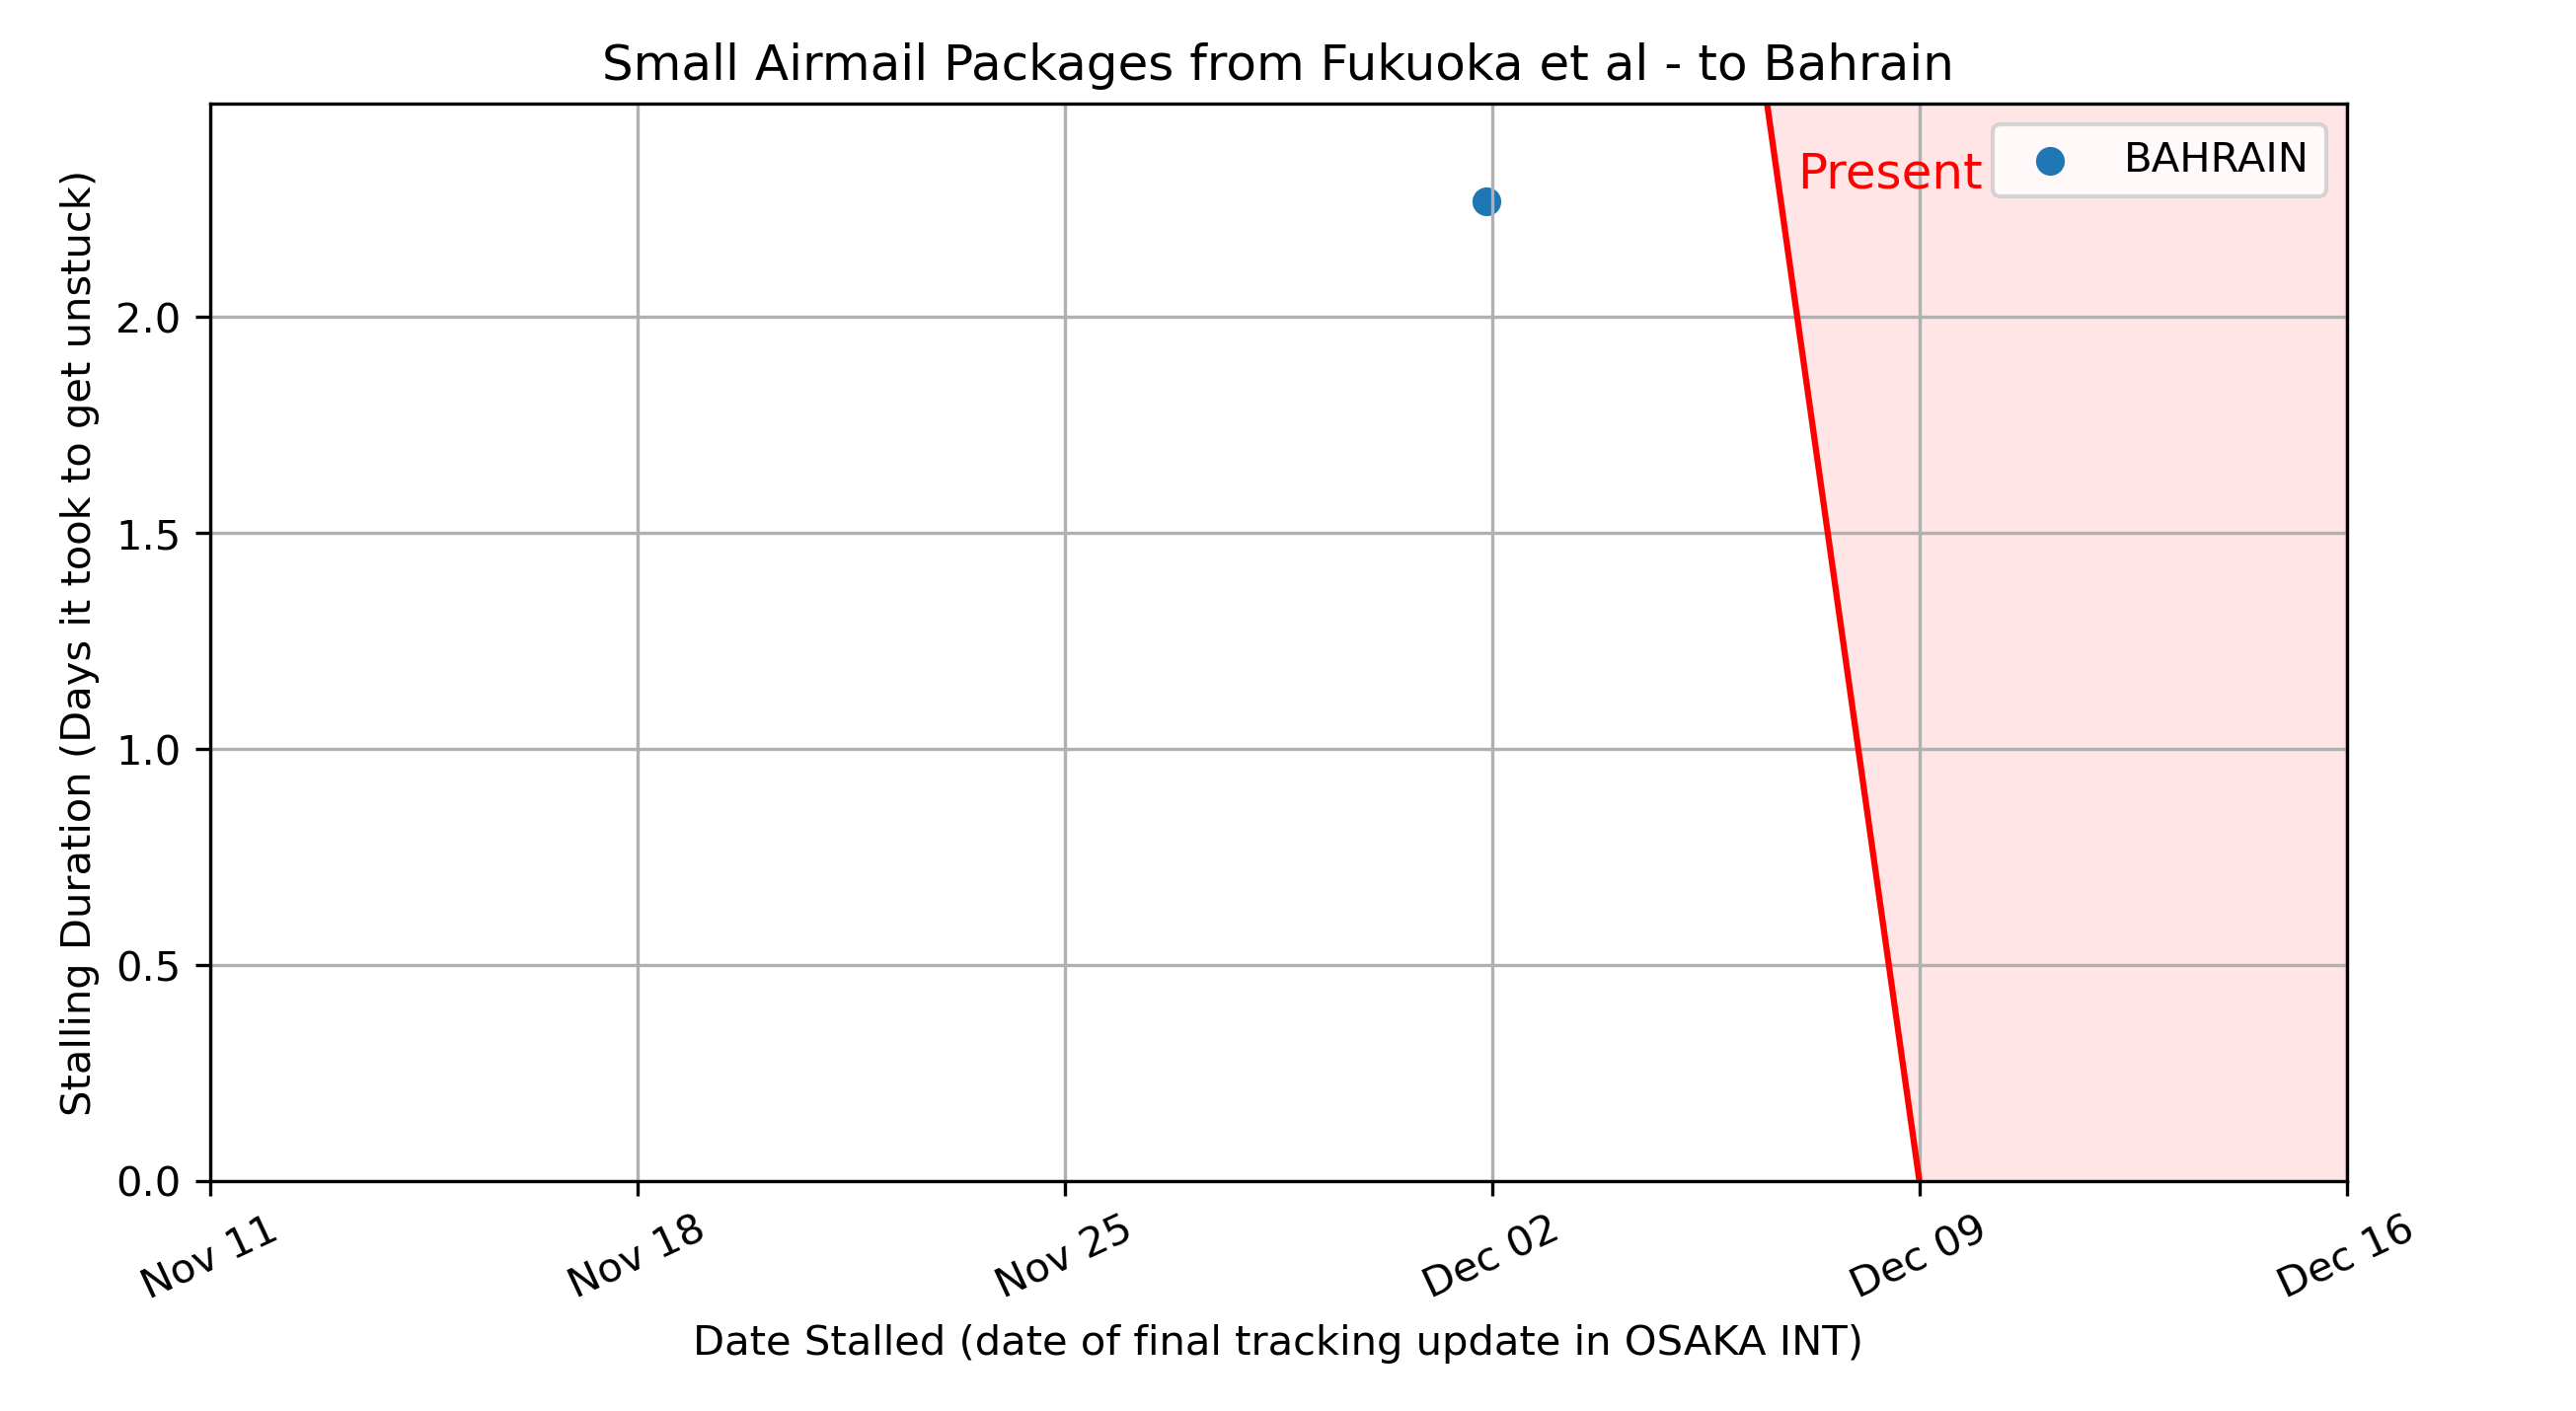 Small Airmail Packages from Fukuoka et al - to Bahrain
Present
BAHRAIN
Stalling Duration (Days it took to get unstuck)
2.0
1.5
1.0
0.5
0.0
Nov 11
Nov 18
Nov 25
Dec 02
Dec 09
Dec 16
Date Stalled (date of final tracking update in OSAKA INT)